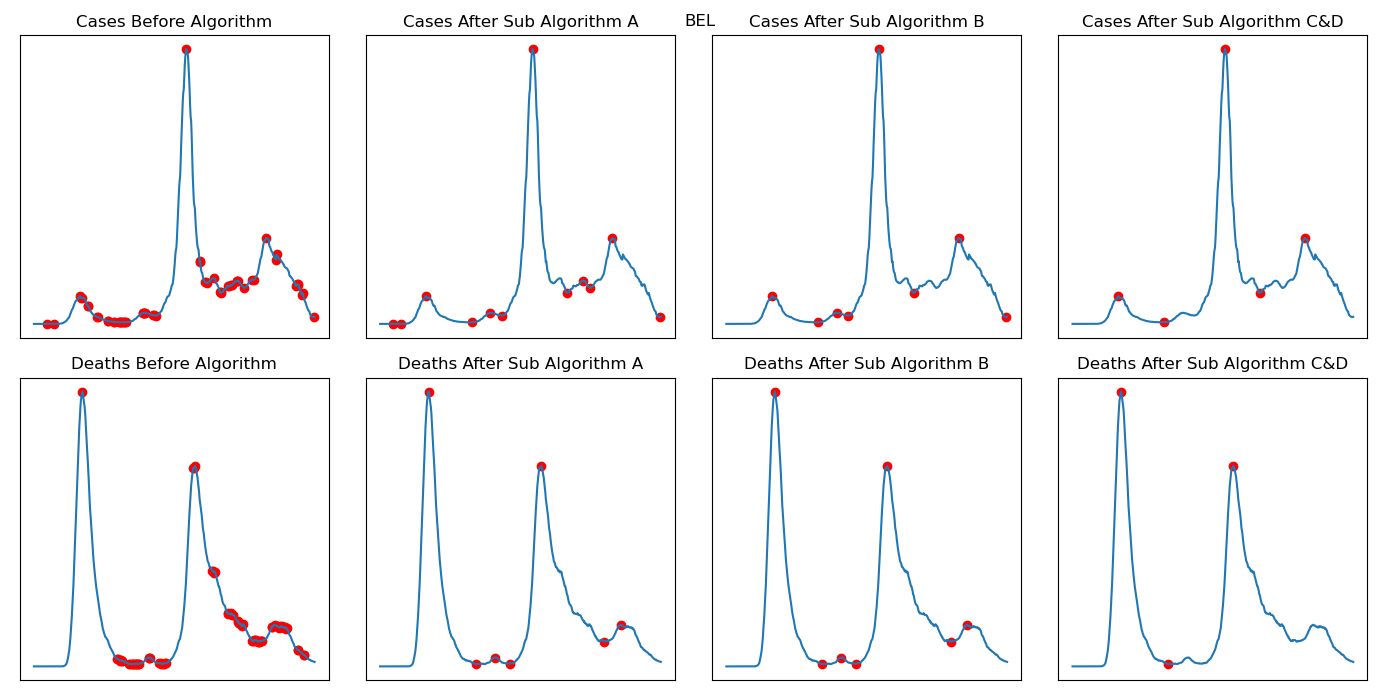 BEL
Cases Before Algorithm
Cases After Sub Algorithm A
Cases After Sub Algorithm B
Cases After Sub Algorithm C&D
Deaths Before Algorithm
Deaths After Sub Algorithm A
Deaths After Sub Algorithm B
Deaths After Sub Algorithm C&D